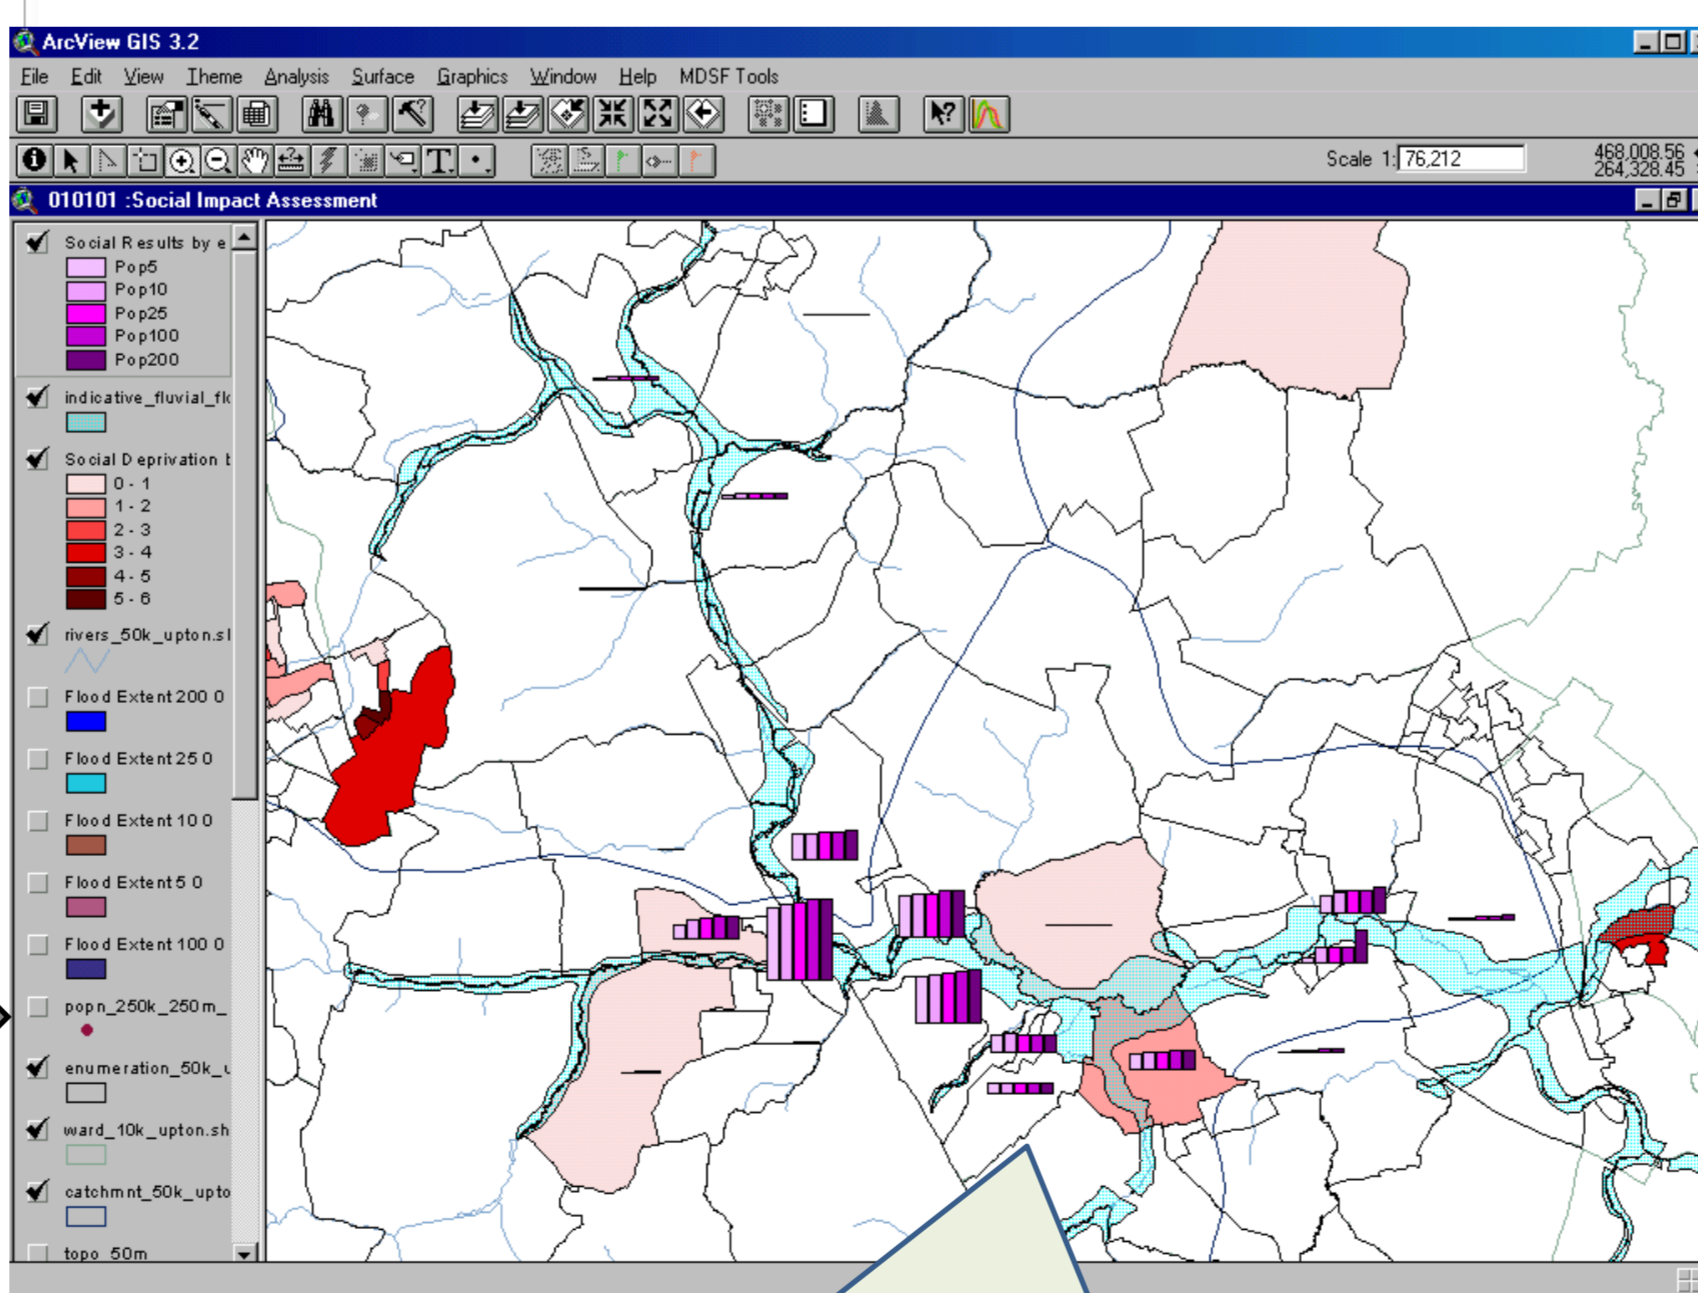 ArcView GIS 3.2
File Edit View Theme Analysis Surface Graphics Window Help MDSF Tools
Scale 1: 76,212
468,008.56
264,328.45
010101 :Social Impact Assessment
Social Results by e
Pop5
Pop10
Pop25
Pop100
Pop200
indicative_fluvial_flo
Social Deprivation b
0 - 1
1 - 2
2 - 3
3 - 4
4 - 5
5 - 6
rivers_50k_upton.sl
Flood Extent 200 0
Flood Extent 25 0
Flood Extent 10 0
Flood Extent 5 0
Flood Extent 100 0
popn_250k_250m_
enumeration_50k_u
ward_10k_upton.sh
catchmnt_50k_upto
topo_50m